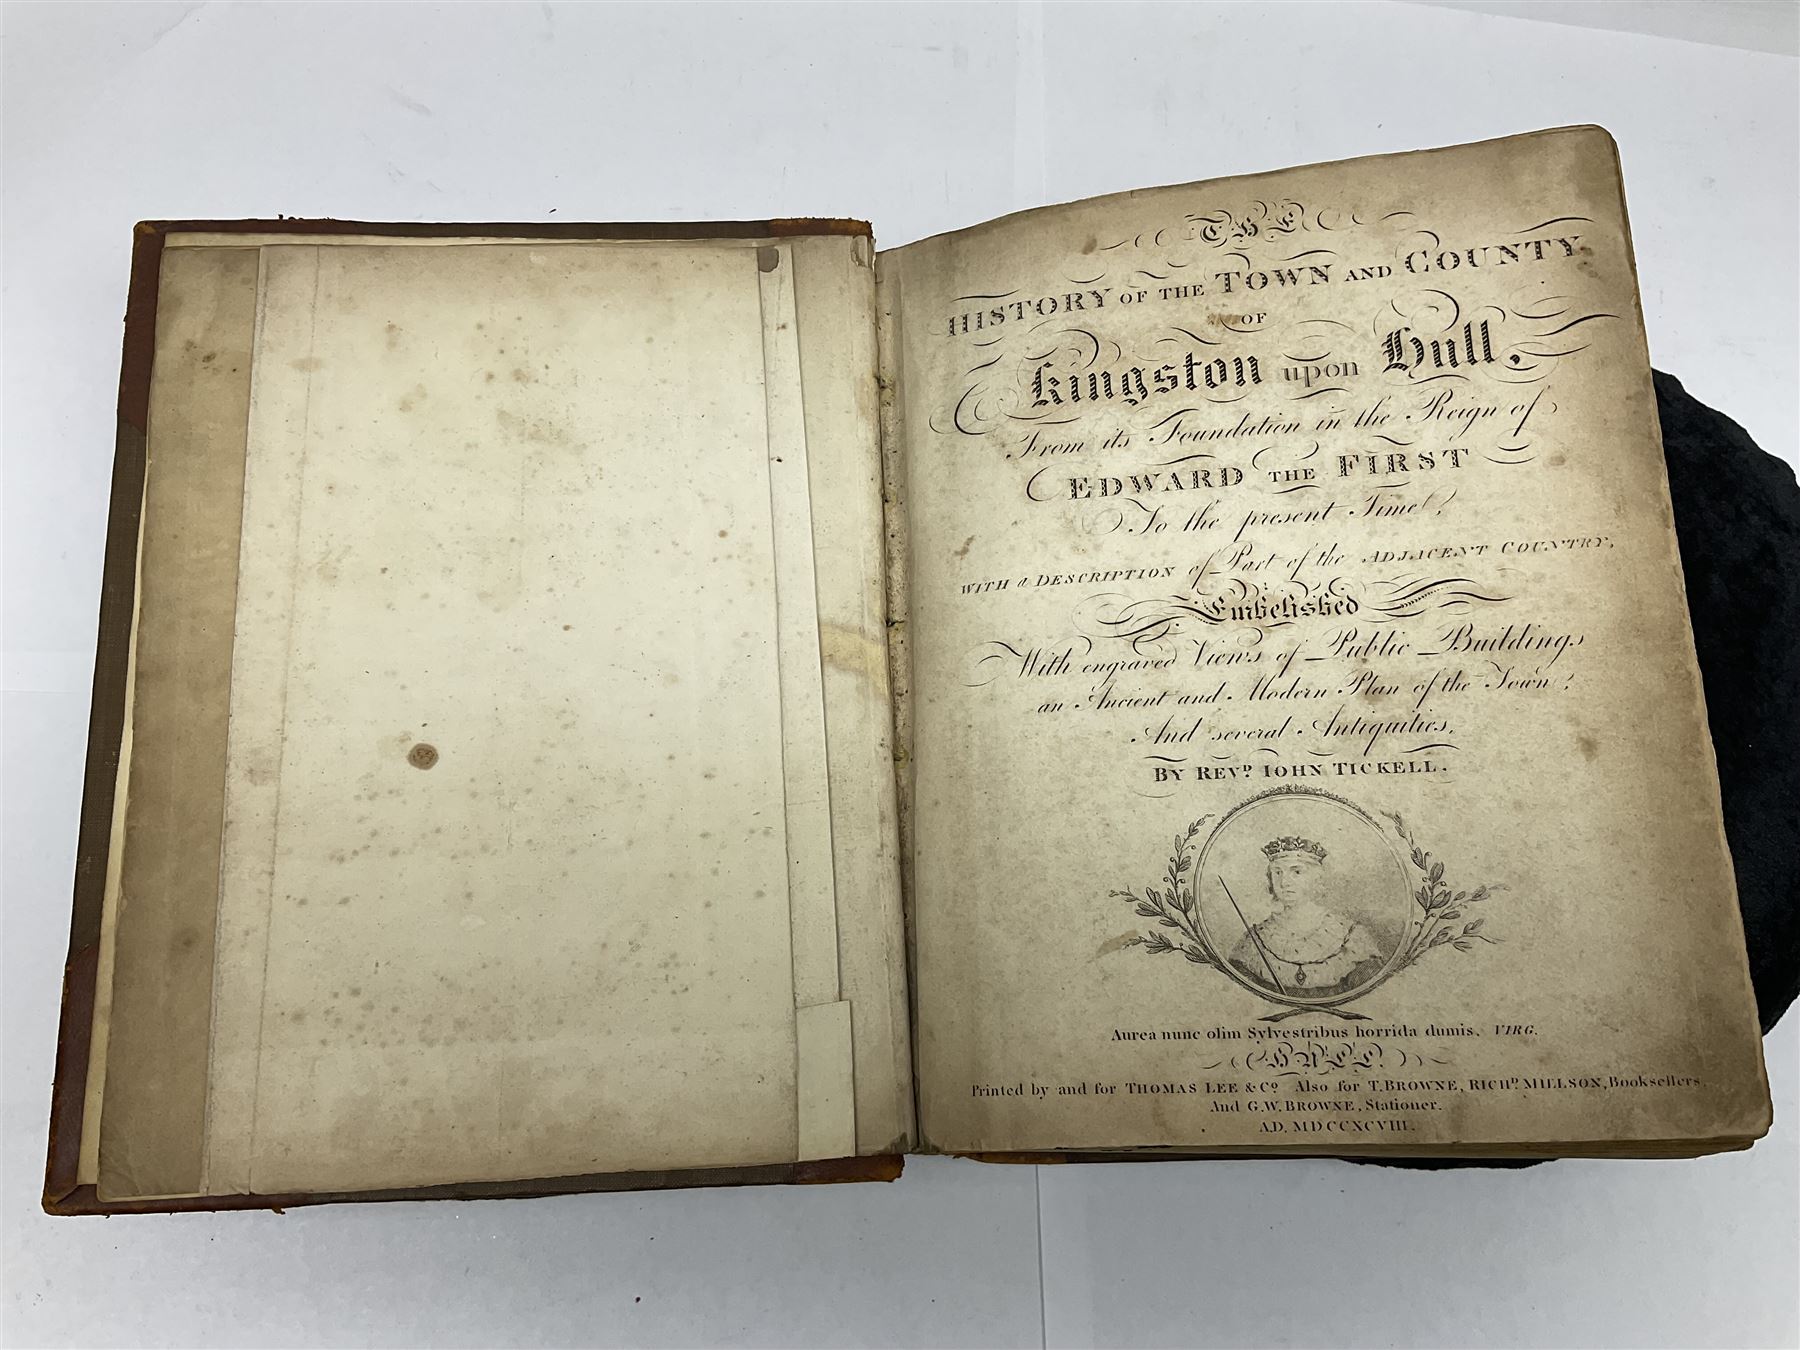 THE
HISTORY OF THE TOWN AND COUNTY
OF
Kingston upon Hull,
From its Foundation in the Reign of
EDWARD THE FIRST
To the present Time,
WITH a DESCRIPTION of Part of the ADJACENT COUNTRY,
Embelished
With engraved Views of Public Buildings
an Ancient and Modern Plan of the Town,
And several Antiquities.
BY REVD. IOHN TICKELL.
Aurea nunc olim Sylvestribus horrida dumis. VIRG.
HULL
Printed by and for THOMAS LEE & Co. Also for T. BROWNE, RICHD. MILLSON, Booksellers,
And G.W. BROWNE, Stationer.
A.D. MDCCXCVIII.